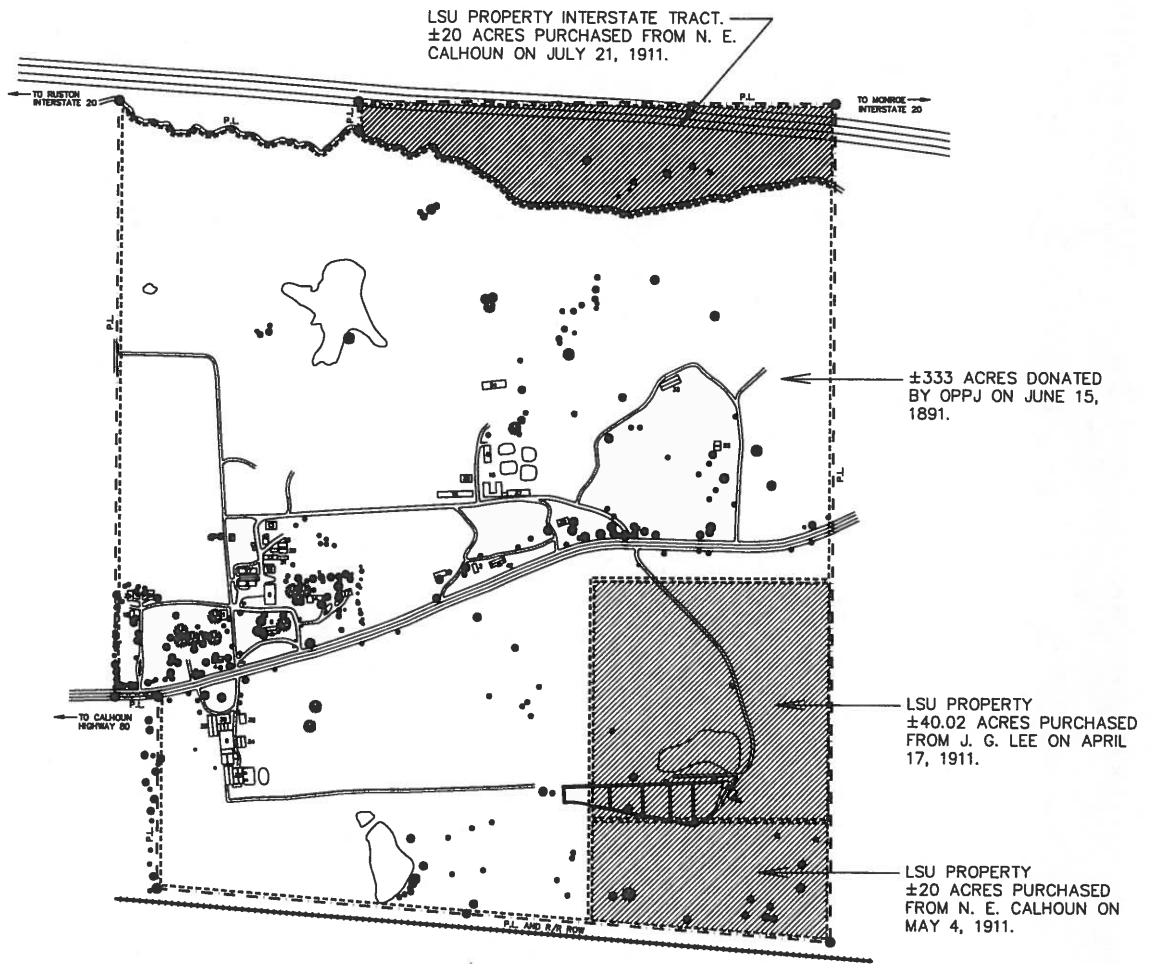 LSU PROPERTY INTERSTATE TRACT.
±20 ACRES PURCHASED FROM N. E.
CALHOUN ON JULY 21, 1911.
TO RUSTON
INTERSTATE 20
P.L.
P.L.
P.L.
TO MONROE
INTERSTATE 20
P.L.
±333 ACRES DONATED
BY OPPJ ON JUNE 15,
1891.
P.L.
P.L.
TO CALHOUN
HIGHWAY 80
LSU PROPERTY
±40.02 ACRES PURCHASED
FROM J. G. LEE ON APRIL
17, 1911.
P.L.
LSU PROPERTY
±20 ACRES PURCHASED
FROM N. E. CALHOUN ON
MAY 4, 1911.
P.L. AND R/R ROW